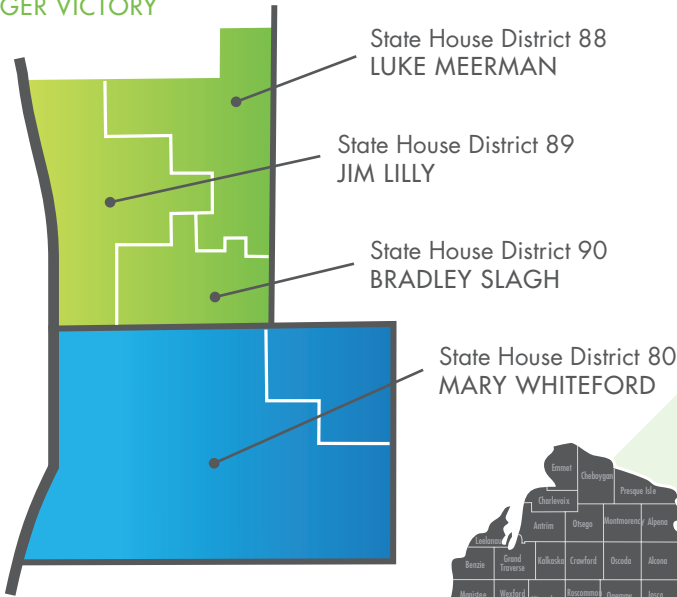 GER VICTORY
State House District 88
LUKE MEERMAN
State House District 89
JIM LILLY
State House District 90
BRADLEY SLAGH
State House District 80
MARY WHITEFORD
Emmet
Cheboygan
Presque Isle
Charlevoix
Antrim
Otsego
Montmorency
Alpena
Leelanau
Benzie
Grand
Traverse
Kalkaska
Crawford
Oscoda
Alcona
Manistee
Wexford
Roscommon
Ogemaw
Iosco